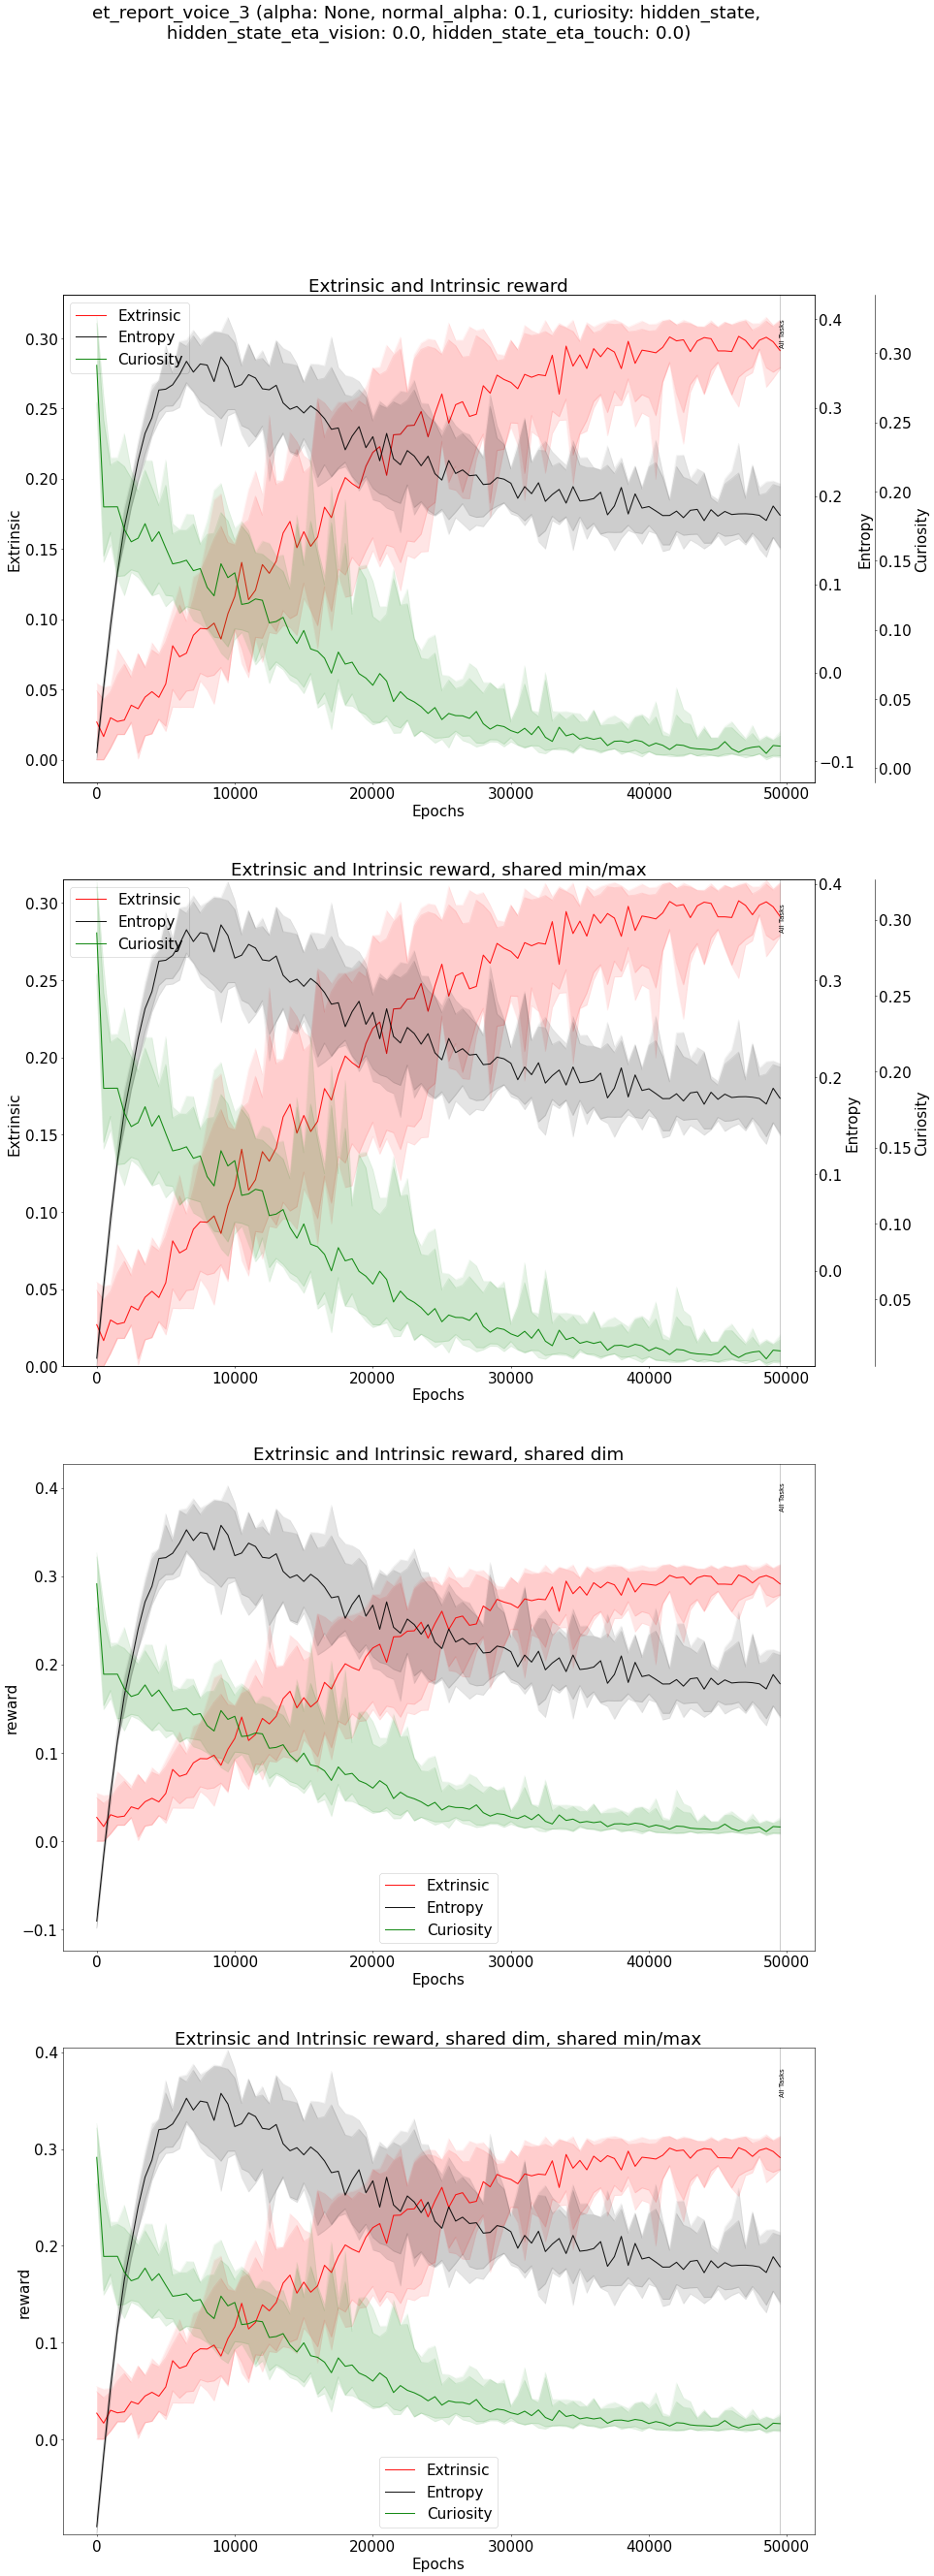 et_report_voice_3 (alpha: None, normal_alpha: 0.1, curiosity: hidden_state,
hidden_state_eta_vision: 0.0, hidden_state_eta_touch: 0.0)
Extrinsic and Intrinsic reward
Extrinsic
Entropy
Curiosity
All Tasks
0.30
0.25
0.20
0.15
0.10
0.05
0.00
Extrinsic
0.4
0.3
0.2
0.1
0.0
−0.1
Entropy
0.30
0.25
0.20
0.15
0.10
0.05
0.00
Curiosity
0 10000 20000 30000 40000 50000
Epochs
Extrinsic and Intrinsic reward, shared min/max
Extrinsic
Entropy
Curiosity
All Tasks
0.30
0.25
0.20
0.15
0.10
0.05
0.00
Extrinsic
0.4
0.3
0.2
0.1
0.0
Entropy
0.30
0.25
0.20
0.15
0.10
0.05
Curiosity
0 10000 20000 30000 40000 50000
Epochs
Extrinsic and Intrinsic reward, shared dim
All Tasks
0.4
0.3
0.2
0.1
0.0
−0.1
reward
Extrinsic
Entropy
Curiosity
0 10000 20000 30000 40000 50000
Epochs
Extrinsic and Intrinsic reward, shared dim, shared min/max
All Tasks
0.4
0.3
0.2
0.1
0.0
reward
Extrinsic
Entropy
Curiosity
0 10000 20000 30000 40000 50000
Epochs